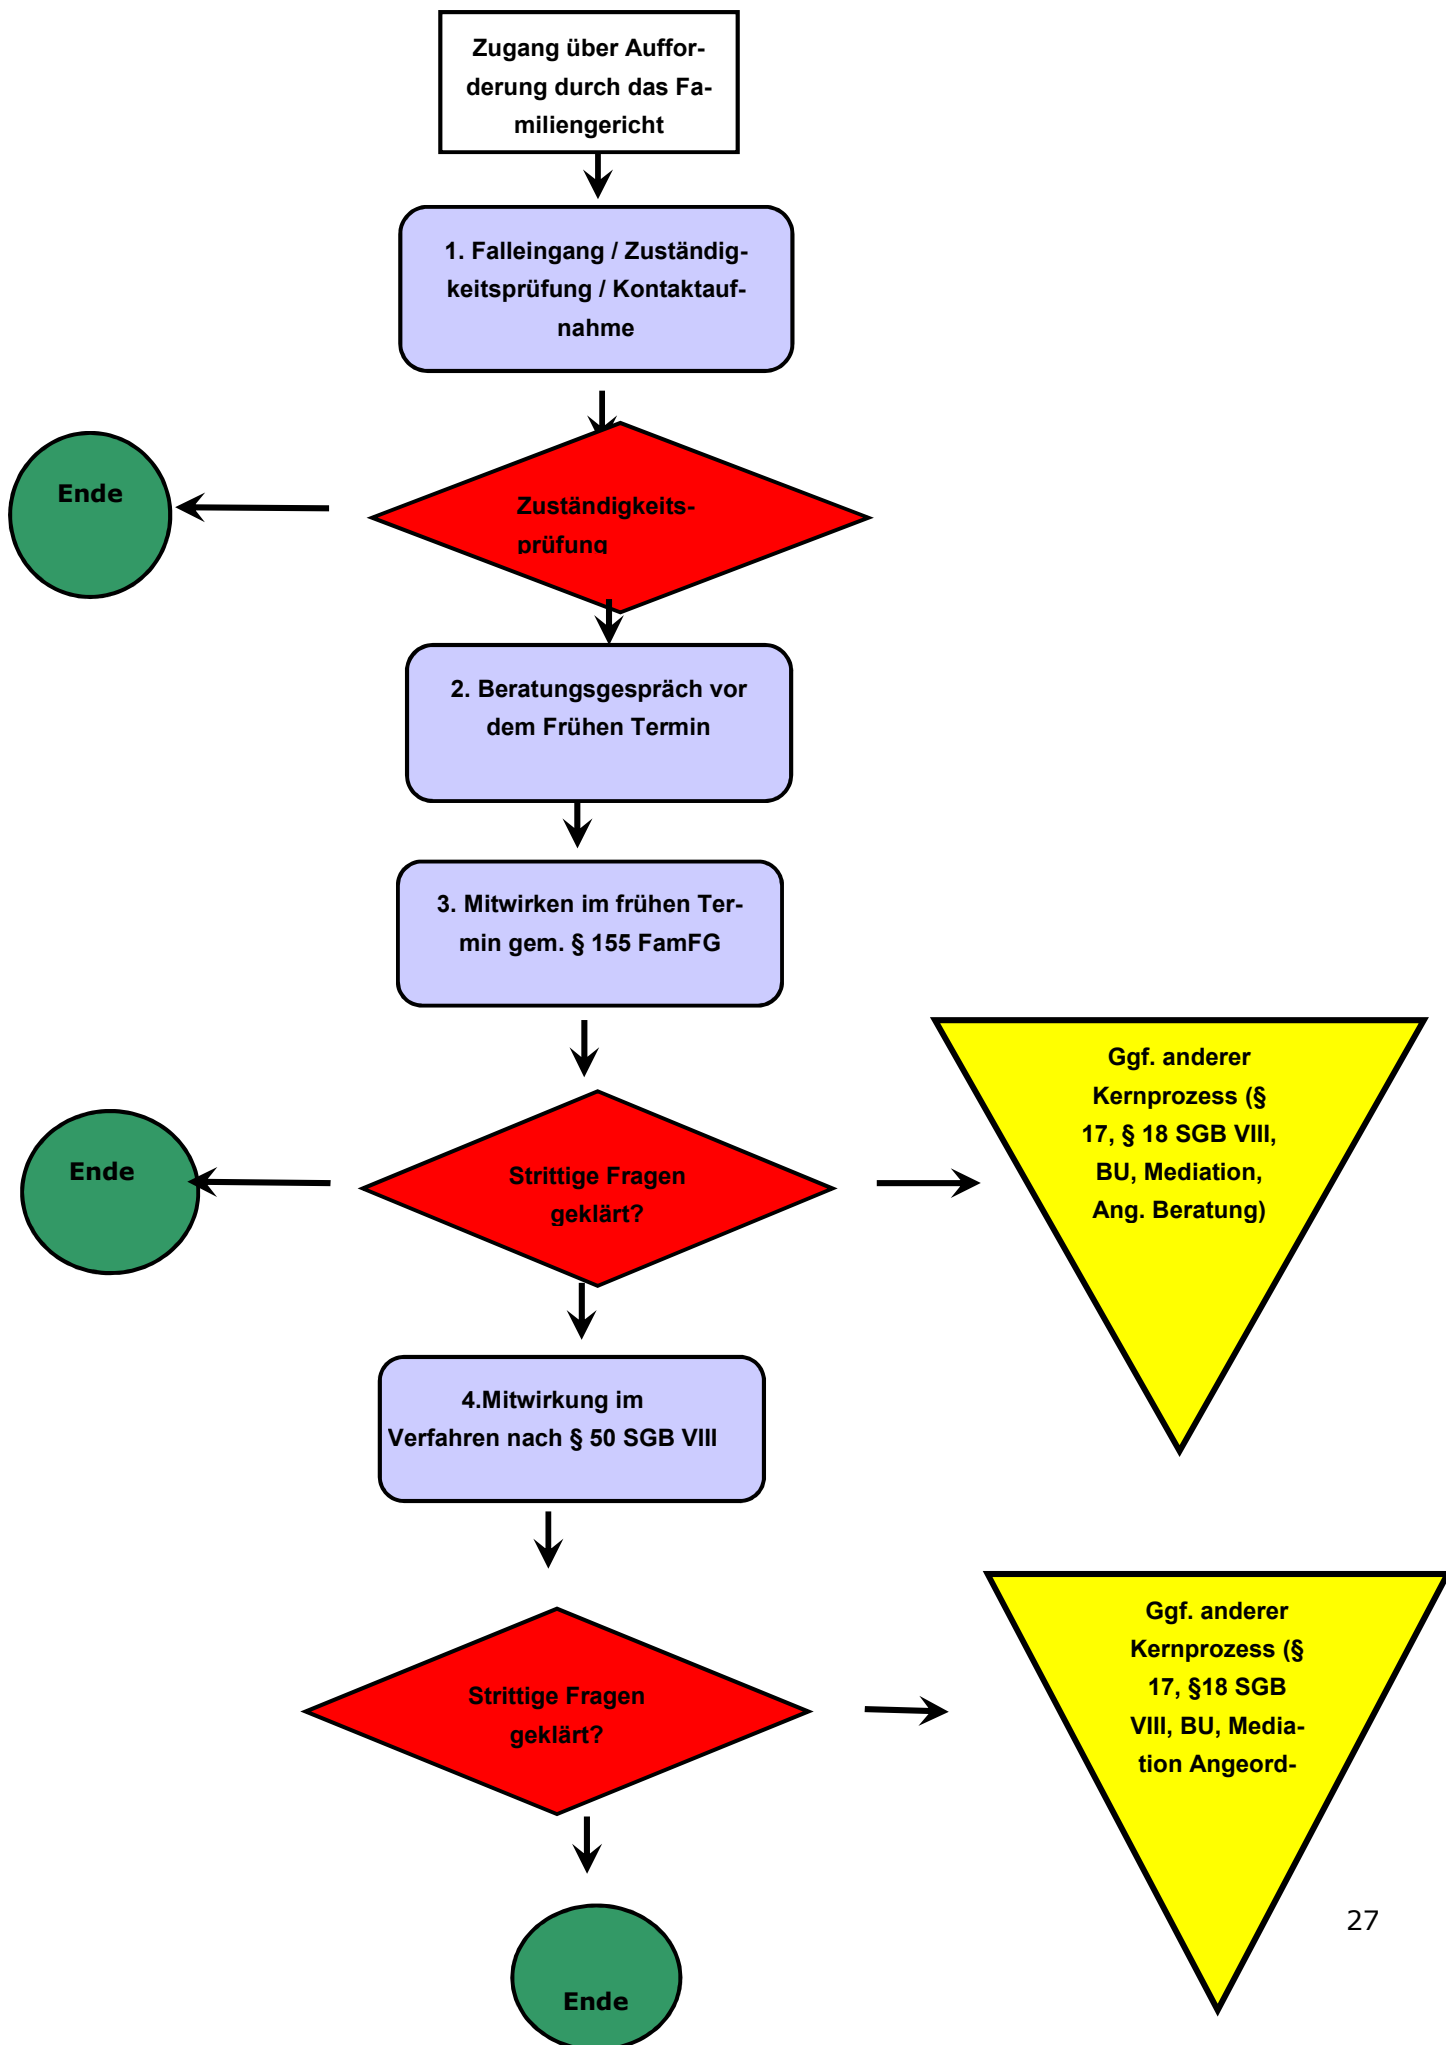 Zugang über Auffor-
derung durch das Fa-
miliengericht
1. Falleingang / Zuständig-
keitsprüfung / Kontaktauf-
nahme
Ende
Zuständigkeits-
prüfung
2. Beratungsgespräch vor
dem Frühen Termin
3. Mitwirken im frühen Ter-
min gem. § 155 FamFG
Ggf. anderer
Kernprozess (§
17, § 18 SGB VIII,
BU, Mediation,
Ang. Beratung)
Ende
Strittige Fragen
geklärt?
4.Mitwirkung im
Verfahren nach § 50 SGB VIII
Ggf. anderer
Kernprozess (§
17, §18 SGB
VIII, BU, Media-
tion Angeord-
Strittige Fragen
geklärt?
27
Ende